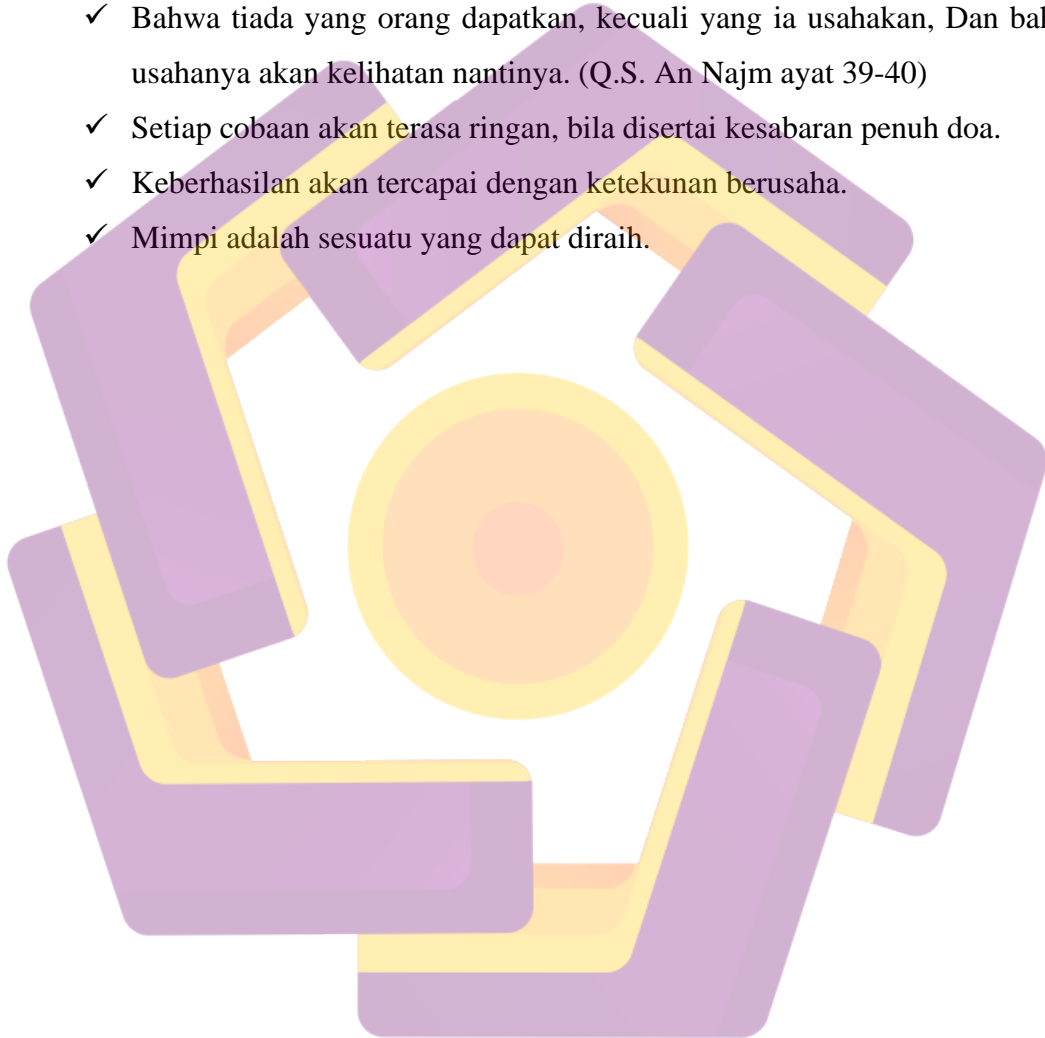 ✓ Bahwa tiada yang orang dapatkan, kecuali yang ia usahakan, Dan
usahanya akan kelihatan nantinya. (Q.S. An Najm ayat 39-40)
✓ Setiap cobaan akan terasa ringan, bila disertai kesabaran penuh doa.
✓ Keberhasilan akan tercapai dengan ketekunan berusaha.
✓ Mimpi adalah sesuatu yang dapat diraih.